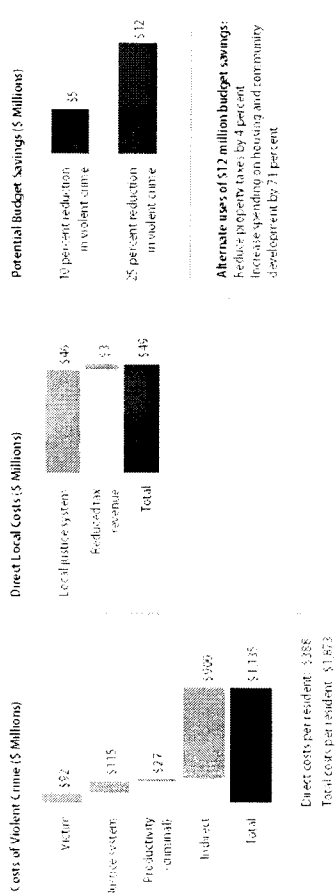 Costs of Violent Crime ($ Millions)
Victim
$92
Justice system
$115
Productivity
(criminal)
$27
Indirect
$900
Total
$1,135
Direct costs per resident: $388
Total costs per resident: $1,873
Direct Local Costs ($ Millions)
Local justice system
$46
Reduced tax
revenue
$3
Total
$49
Potential Budget Savings ($ Millions)
10 percent reduction
in violent crime
$5
25 percent reduction
in violent crime
$12
Alternate uses of $12 million budget savings:
Reduce property taxes by 4 percent
Increase spending on housing and community
development by 71 percent